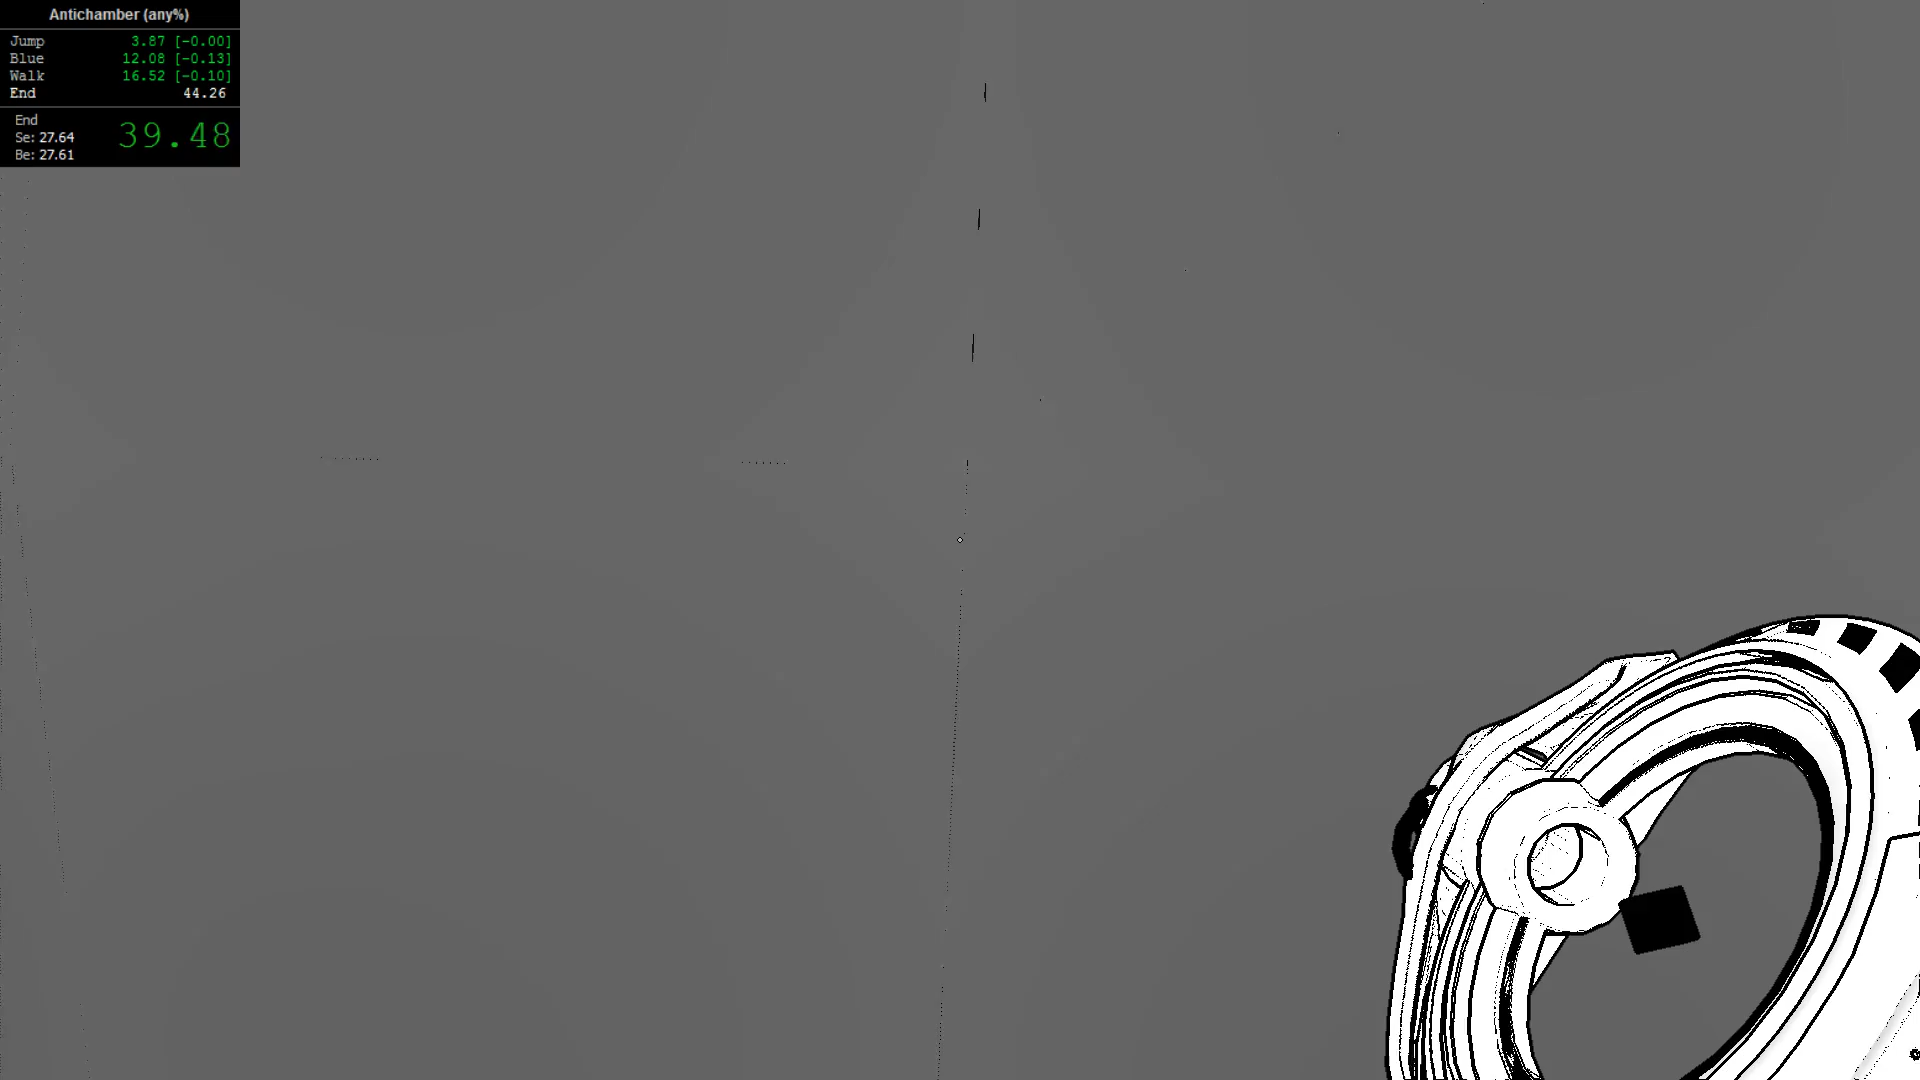 Antichamber (any%)
Jump 3.87 [-0.00]
Blue 12.08 [-0.13]
Walk 16.52 [-0.10]
End 44.26
End
Se: 27.64
Be: 27.61
39.48